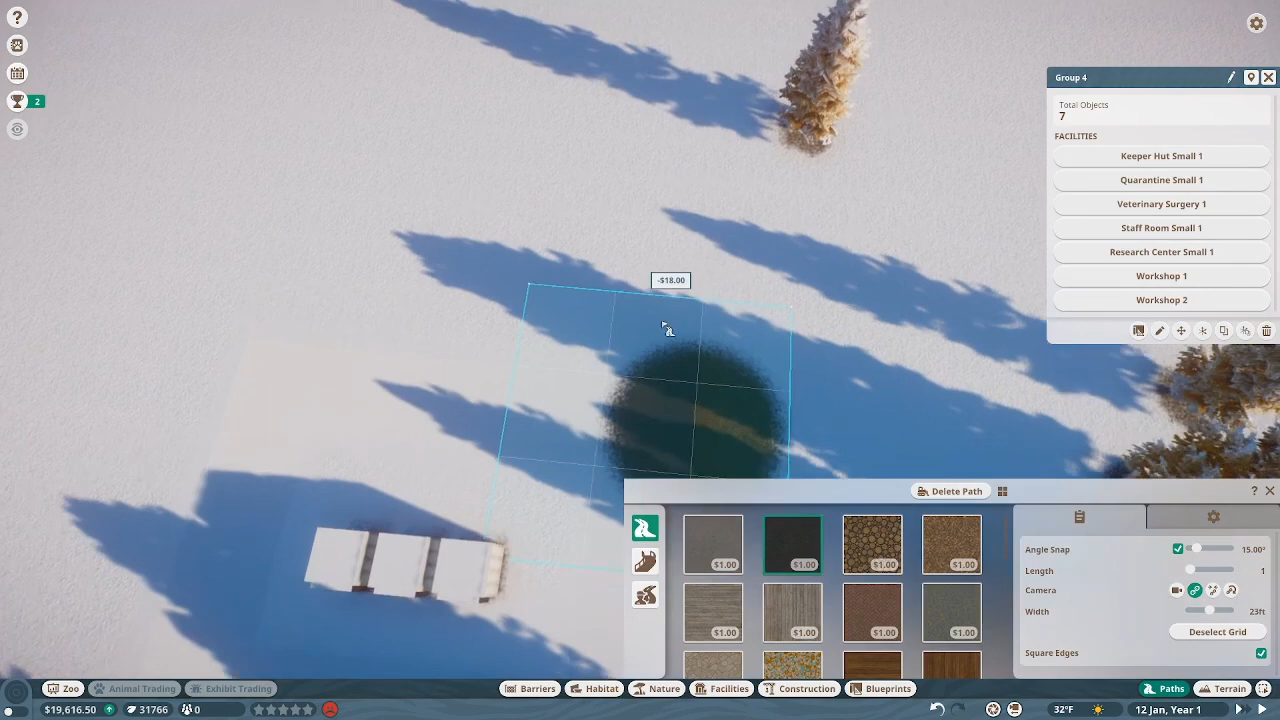 ?
2
Group 4
Total Objects
7
FACILITIES
Keeper Hut Small 1
Quarantine Small 1
Veterinary Surgery 1
Staff Room Small 1
Research Center Small 1
Workshop 1
Workshop 2
-$18.00
Delete Path
?
$1.00 $1.00 $1.00 $1.00
$1.00 $1.00 $1.00 $1.00
Angle Snap 15.00°
Length 1
Camera
Width 23ft
Deselect Grid
Square Edges
Zoo Animal Trading Exhibit Trading Barriers Habitat Nature Facilities Construction Blueprints Paths Terrain
$19,616.50 31766 0 32°F 12 Jan, Year 1